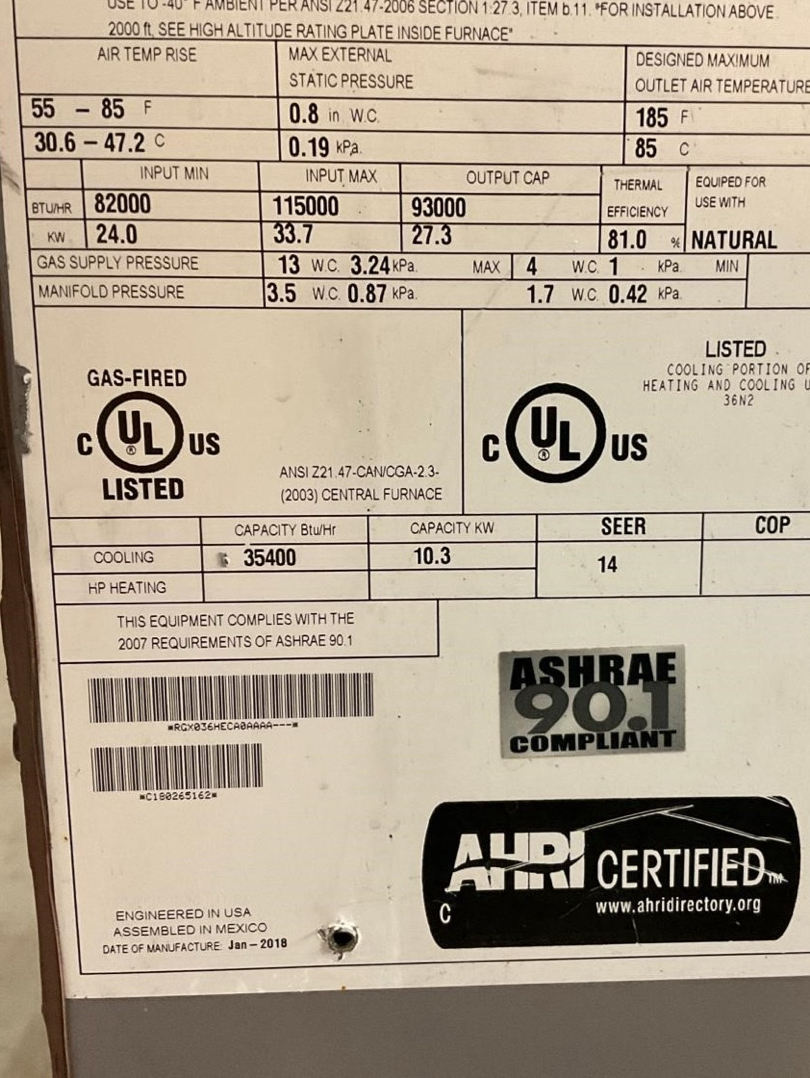 USE TO -40° F AMBIENT PER ANSI Z21.47-2006 SECTION 1.27.3, ITEM b.11. *FOR INSTALLATION ABOVE
2000 ft, SEE HIGH ALTITUDE RATING PLATE INSIDE FURNACE"
AIR TEMP RISE
MAX EXTERNAL
STATIC PRESSURE
DESIGNED MAXIMUM
OUTLET AIR TEMPERATURE
55 – 85 F
0.8 in W.C.
185 F
30.6 – 47.2 C
0.19 kPa.
85 C
INPUT MIN
INPUT MAX
OUTPUT CAP
THERMAL
EFFICIENCY
EQUIPED FOR
USE WITH
BTU/HR
82000
115000
93000
KW
24.0
33.7
27.3
81.0 %
NATURAL
GAS SUPPLY PRESSURE
13 W.C. 3.24 kPa. MAX
4 W.C. 1 kPa. MIN
MANIFOLD PRESSURE
3.5 W.C. 0.87 kPa.
1.7 W.C. 0.42 kPa.
GAS-FIRED
C UL ® US
LISTED
ANSI Z21.47-CAN/CGA-2.3-
(2003) CENTRAL FURNACE
LISTED
COOLING PORTION OF
HEATING AND COOLING U
36N2
C UL ® US
CAPACITY Btu/Hr
CAPACITY KW
SEER
COP
COOLING
35400
10.3
14
HP HEATING
THIS EQUIPMENT COMPLIES WITH THE
2007 REQUIREMENTS OF ASHRAE 90.1
ASHRAE
90.1
COMPLIANT
*RGX036HECA0AAAA---*
*C180265162*
AHRI CERTIFIED TM
C
www.ahridirectory.org
ENGINEERED IN USA
ASSEMBLED IN MEXICO
DATE OF MANUFACTURE: Jan – 2018